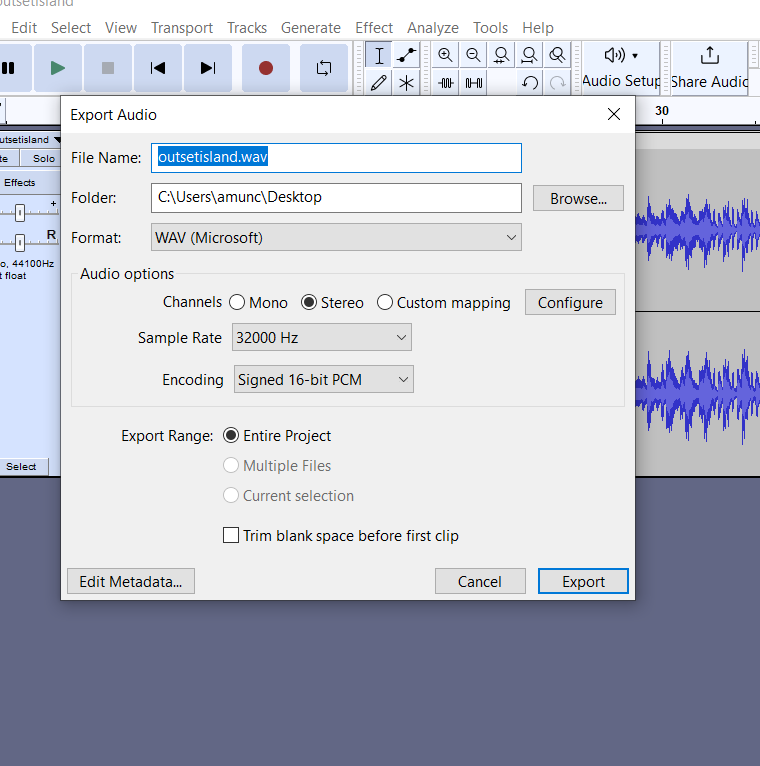 outsetisland
Edit Select View Transport Tracks Generate Effect Analyze Tools Help
Audio Setup
Share Audio
30
Export Audio
outsetisland
Solo
Effects
+
R
44100Hz
float
Select
File Name: outsetisland.wav
Folder: C:\Users\amunc\Desktop Browse...
Format: WAV (Microsoft)
Audio options
Channels Mono Stereo Custom mapping Configure
Sample Rate 32000 Hz
Encoding Signed 16-bit PCM
Export Range: Entire Project
Multiple Files
Current selection
Trim blank space before first clip
Edit Metadata... Cancel Export